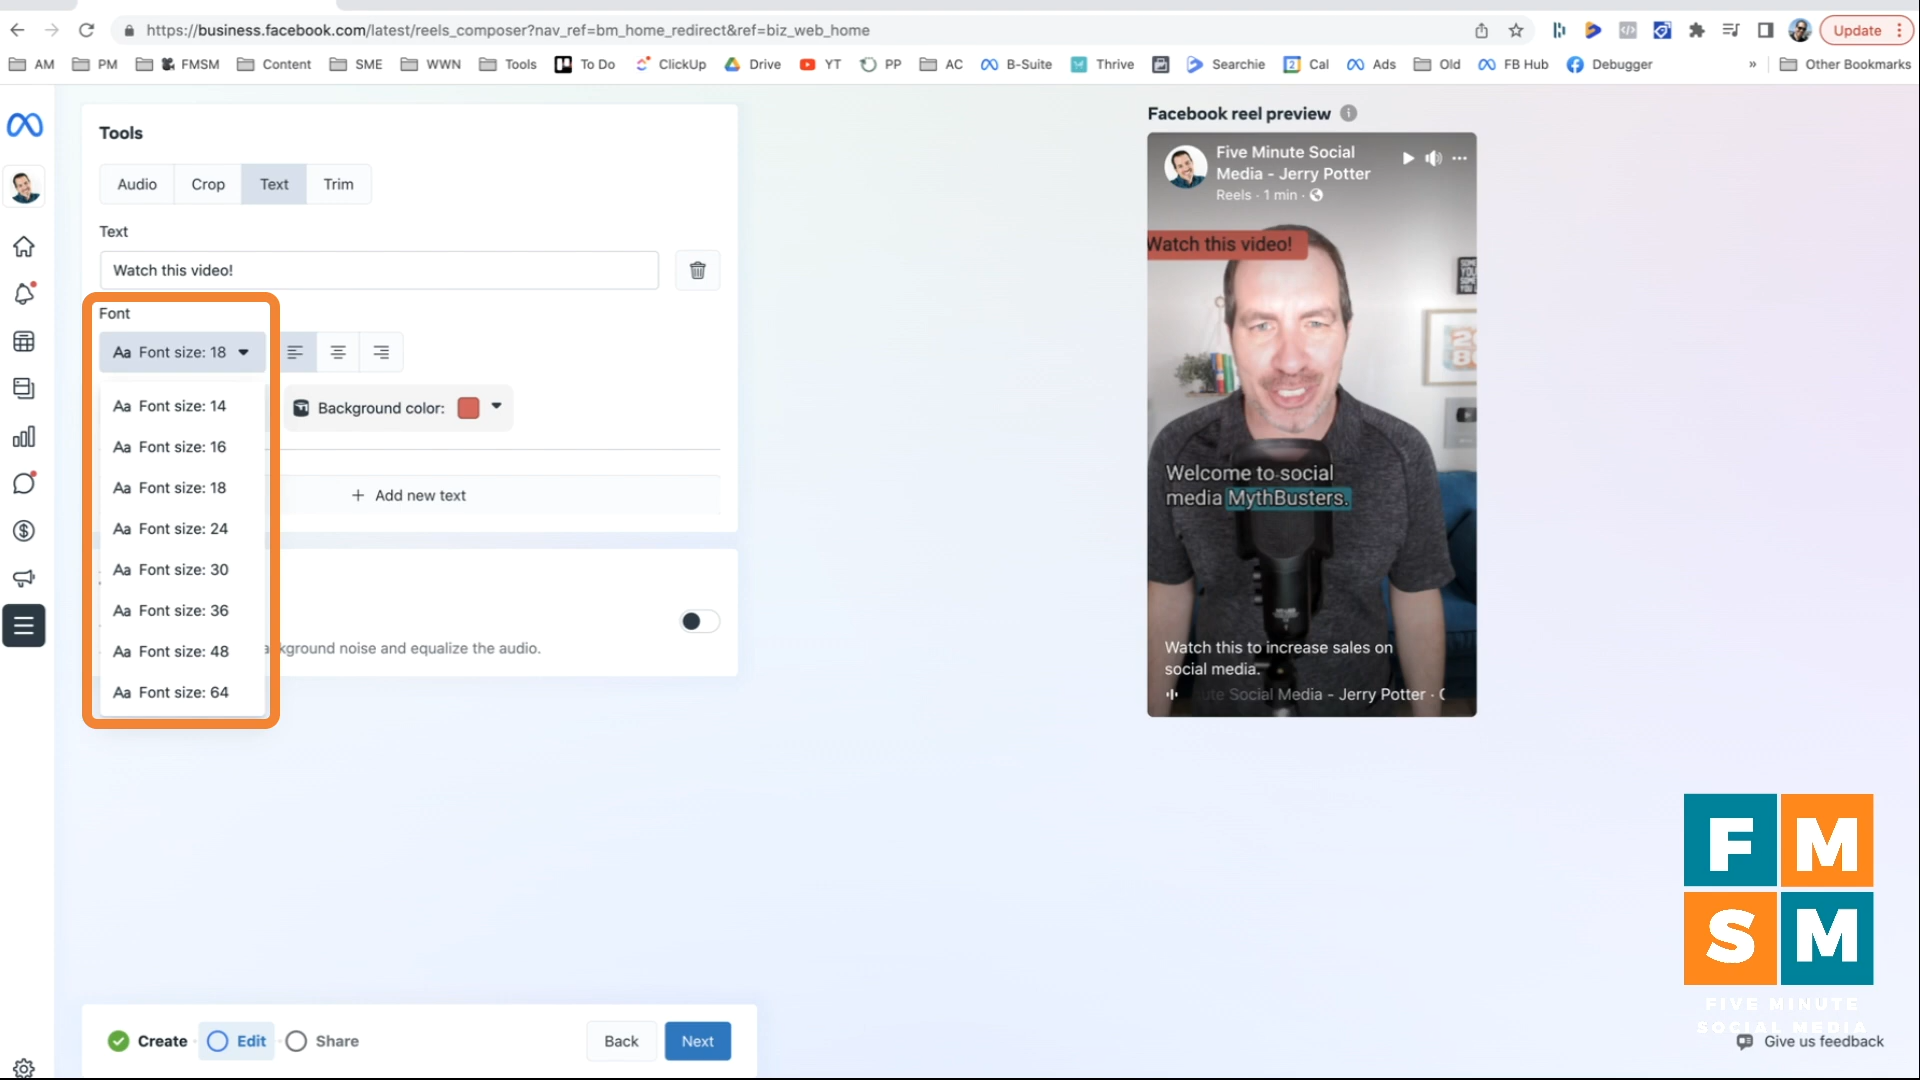 https://business.facebook.com/latest/reels_composer?nav_ref=bm_home_redirect&ref=biz_web_home
Update
AM PM FMSM Content SME WWN Tools To Do ClickUp Drive YT PP AC B-Suite Thrive Searchie 2 Cal Ads Old FB Hub Debugger » Other Bookmarks
Tools
Audio Crop Text Trim
Text
Watch this video!
Font
Aa Font size: 18
Aa Font size: 14
Background color:
Aa Font size: 16
Aa Font size: 18
Aa Font size: 24
+ Add new text
Aa Font size: 30
Aa Font size: 36
Aa Font size: 48
kground noise and equalize the audio.
Aa Font size: 64
Create Edit Share
Back Next
Facebook reel preview
Five Minute Social
Media - Jerry Potter
Reels · 1 min ·
Watch this video!
Welcome to social
media MythBusters.
Watch this to increase sales on
social media.
ute Social Media - Jerry Potter ·
F M
S M
FIVE MINUTE
SOCIAL MEDIA
Give us feedback